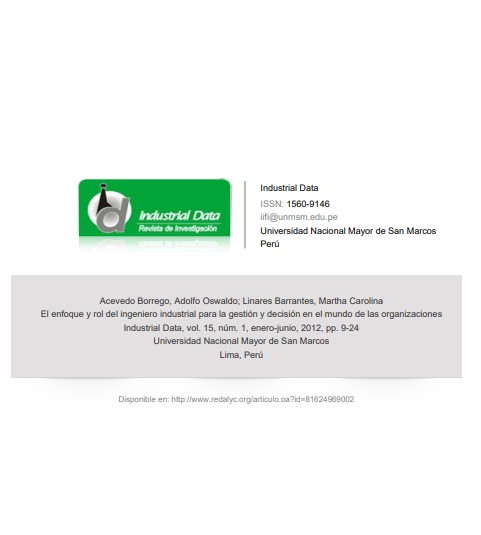 Industrial Data
Revista de Investigación
Industrial Data
ISSN: 1560-9146
iifi@unmsm.edu.pe
Universidad Nacional Mayor de San Marcos
Perú
Acevedo Borrego, Adolfo Oswaldo; Linares Barrantes, Martha Carolina
El enfoque y rol del ingeniero industrial para la gestión y decisión en el mundo de las organizaciones
Industrial Data, vol. 15, núm. 1, enero-junio, 2012, pp. 9-24
Universidad Nacional Mayor de San Marcos
Lima, Perú
Disponible en: http://www.redalyc.org/articulo.oa?id=81624969002